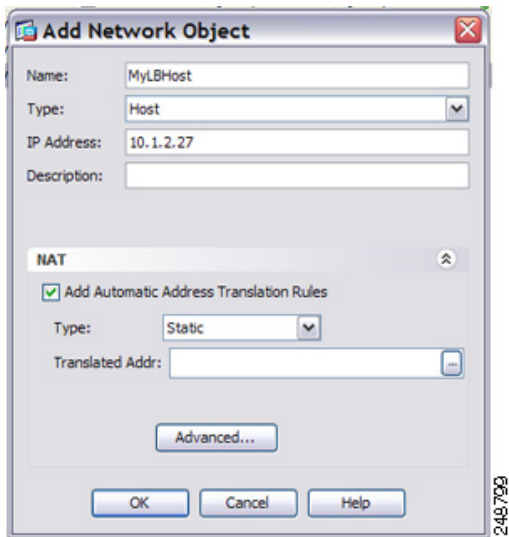 Add Network Object
Name: MyLBHost
Type: Host
IP Address: 10.1.2.27
Description:
NAT
Add Automatic Address Translation Rules
Type: Static
Translated Addr: ...
Advanced...
OK Cancel Help
248799